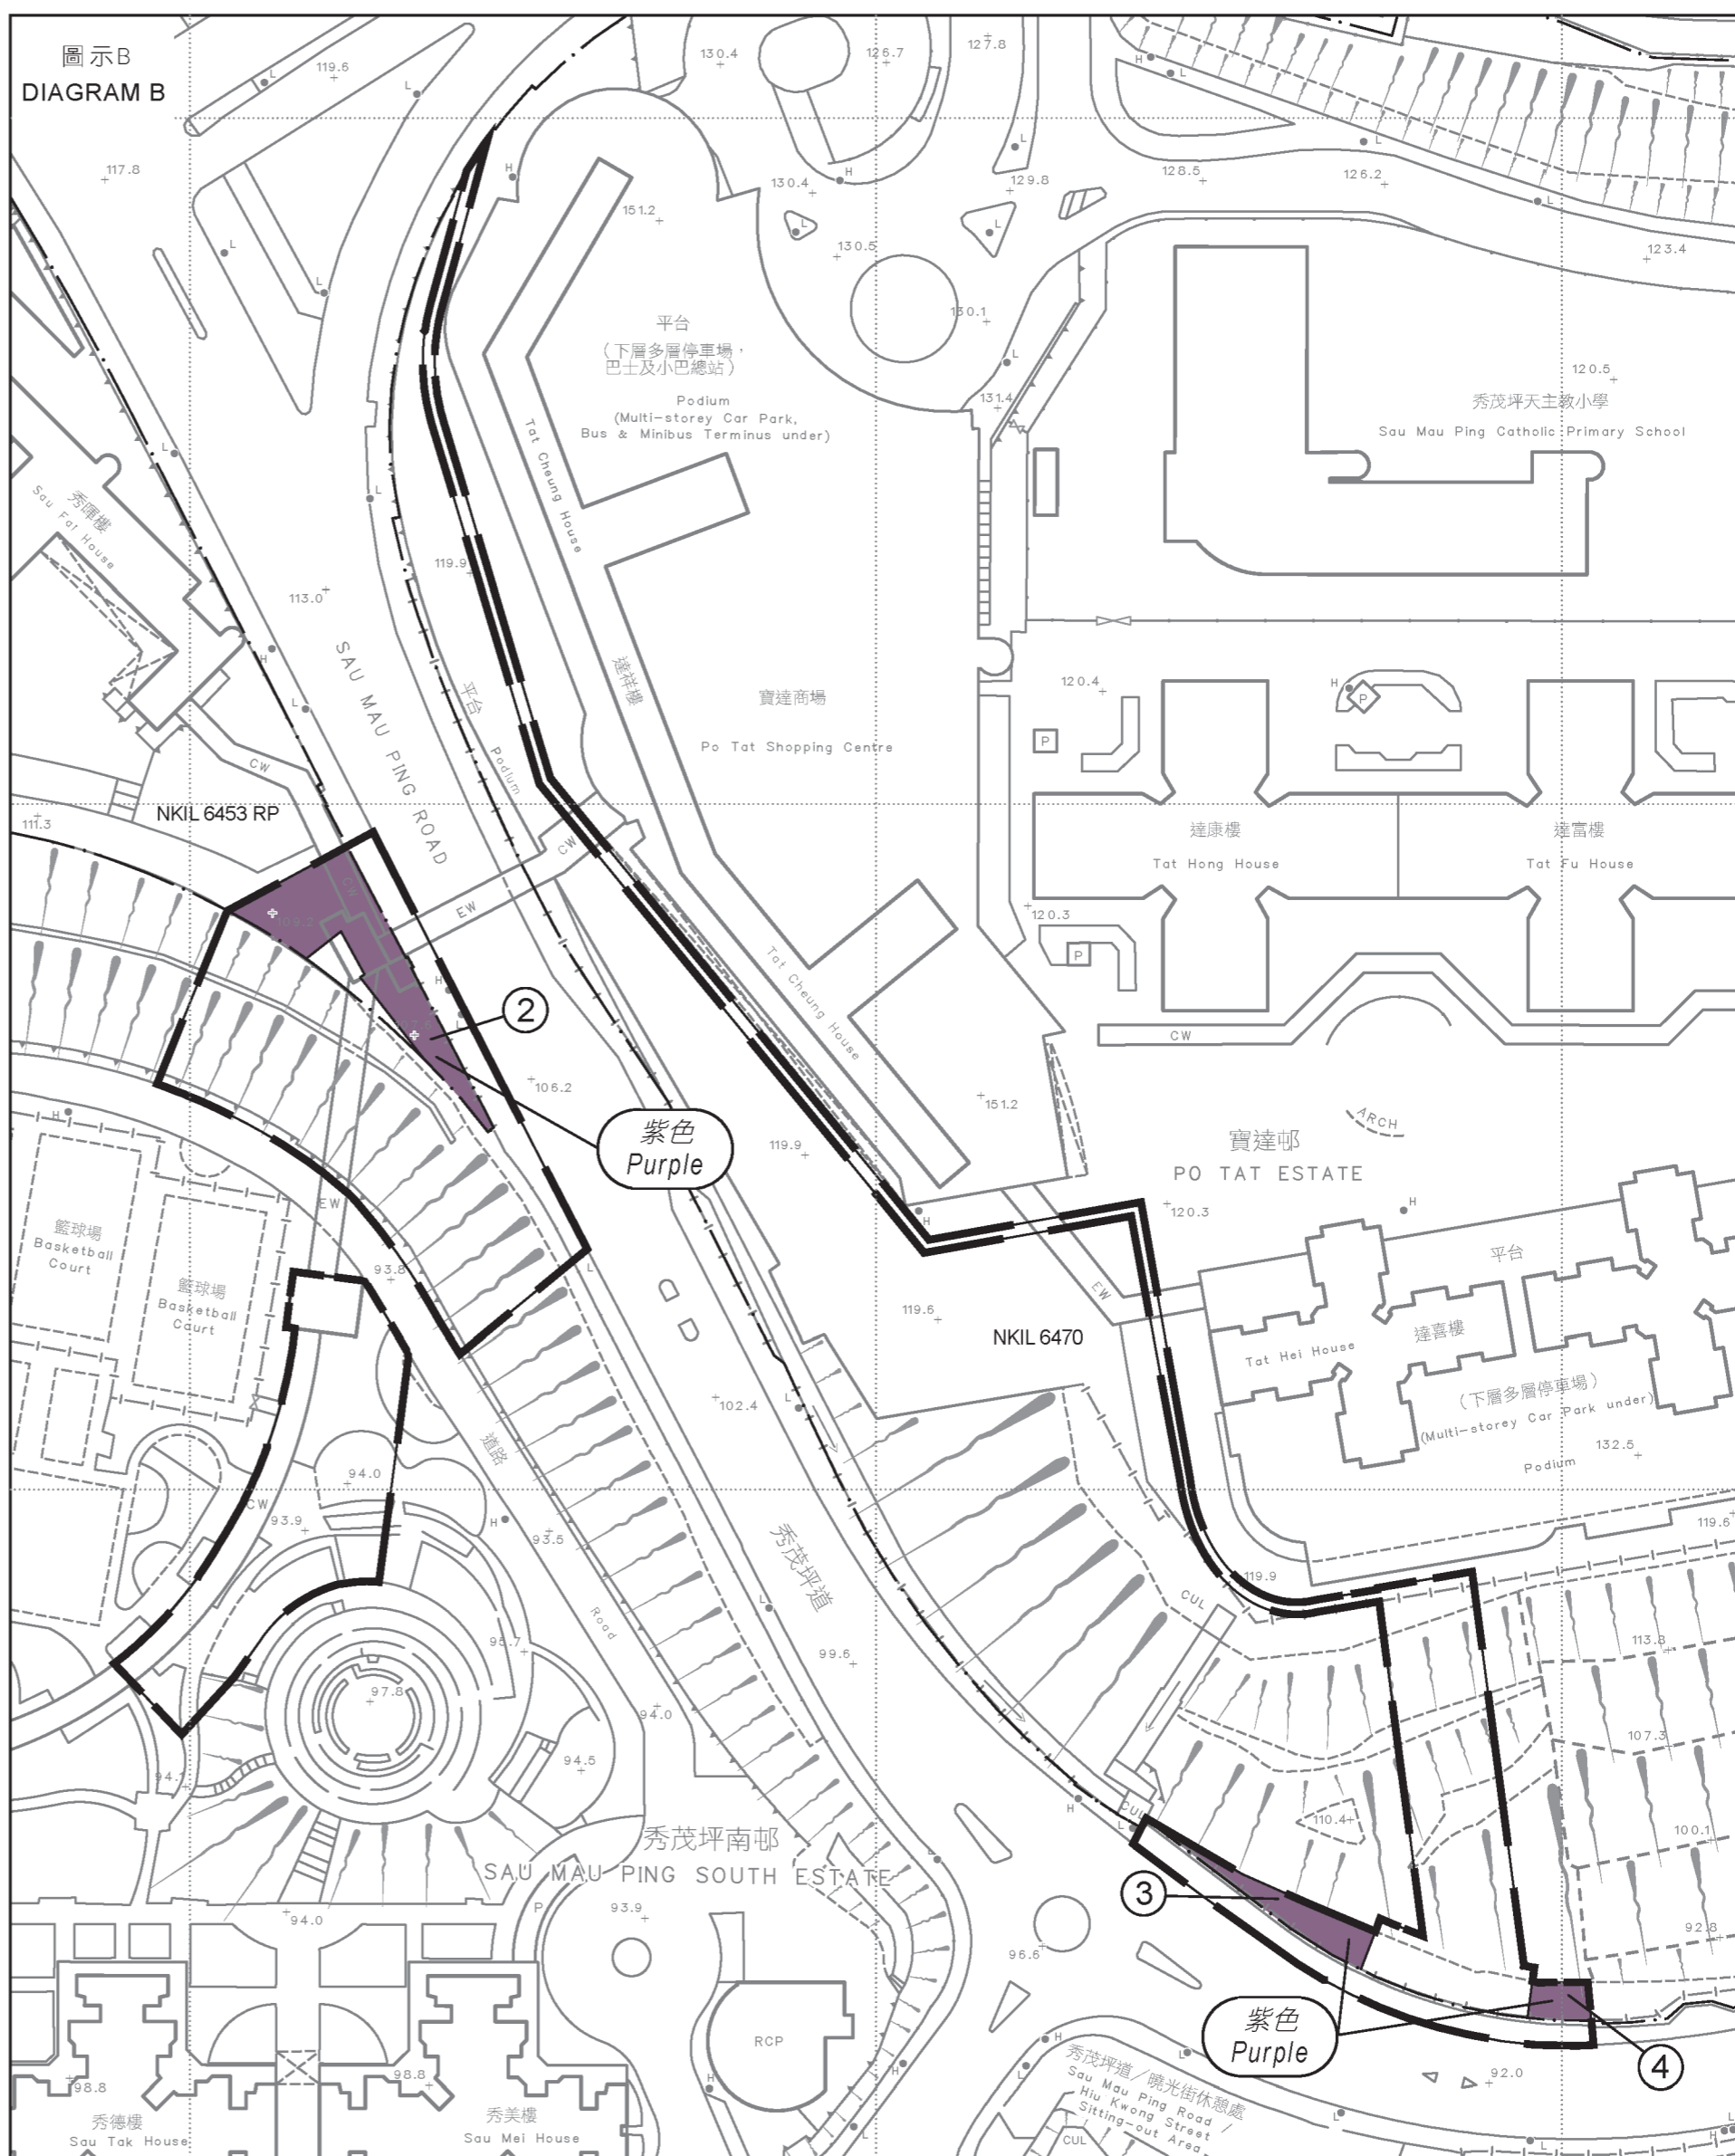 圖示B
DIAGRAM B
119.6
L
L
130.4
126.7
127.8
H
L
117.8
H
151.2
130.4
H
L
129.8
128.5
126.2
L
L
L
L
130.5
L
123.4
130.1
平台
(下層多層停車場，
巴士及小巴總站)
Podium
(Multi-storey Car Park,
Bus & Minibus Terminus under)
L
131.4
120.5
秀茂坪天主教小學
Sau Mau Ping Catholic Primary School
L
L
Tat Cheung House
秀暉樓
Sau Fai House
119.9
113.0
H
L
SAU MAU PING ROAD
平台
Podium
達祥樓
寶達商場
Po Tat Shopping Centre
120.4
P
H
P
CW
NKIL 6453 RP
111.3
CW
達康樓
Tat Hong House
達富樓
Tat Fu House
CW
EW
109.2
120.3
P
Tat Cheung House
H
L
2
CW
106.2
151.2
ARCH
紫色
Purple
119.9
寶達邨
PO TAT ESTATE
H
120.3
H
H
籃球場
Basketball
Court
EW
籃球場
Basketball
Court
93.8
L
EW
平台
119.6
NKIL 6470
達喜樓
Tat Hei House
(下層多層停車場)
(Multi-storey Car Park under)
132.5
Podium
102.4
L
道路
94.0
CW
93.9
H
93.5
秀茂坪道
119.6
119.9
CUL
Road
L
95.7
99.6
113.8
97.8
94.0
107.3
94.1
94.5
H
CUL
L
110.4
100.1
秀茂坪南邨
SAU MAU PING SOUTH ESTATE
L
3
94.0
P
93.9
96.6
92.8
紫色
Purple
4
RCP
H
H
L
H
L
L
秀茂坪道／曉光街休憩處
Sau Mau Ping Road /
Hiu Kwong Street
Sitting-out Area
92.0
98.8
98.8
秀德樓
Sau Tak House
秀美樓
Sau Mei House
L
CUL
L
L
H
L